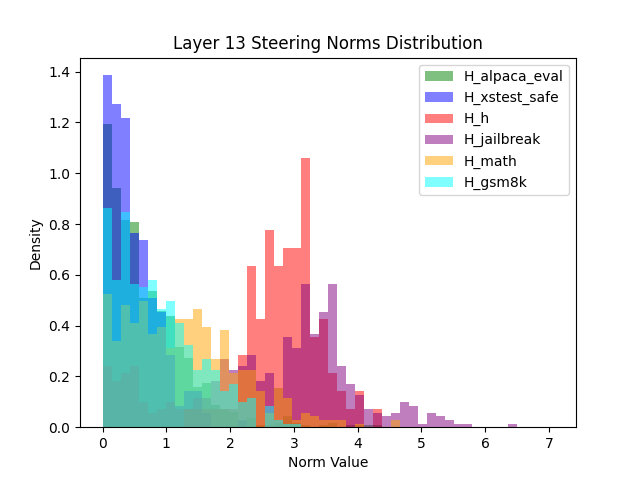 Layer 13 Steering Norms Distribution
1.4
1.2
1.0
0.8
0.6
0.4
0.2
0.0
Density
H_alpaca_eval
H_xstest_safe
H_h
H_jailbreak
H_math
H_gsm8k
0 1 2 3 4 5 6 7
Norm Value